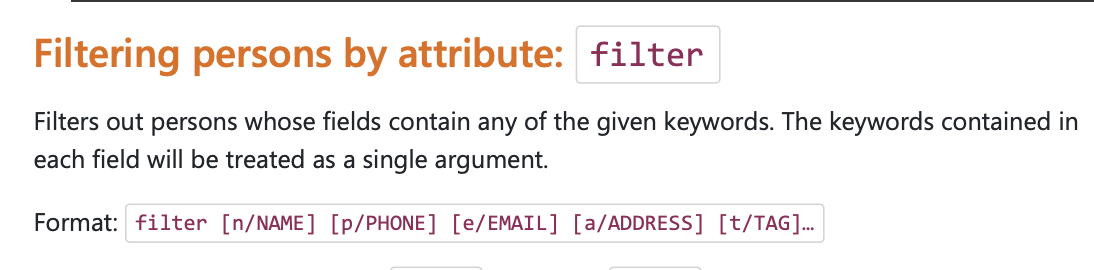 Filtering persons by attribute: filter
Filters out persons whose fields contain any of the given keywords. The keywords contained in
each field will be treated as a single argument.
Format: filter [n/NAME] [p/PHONE] [e/EMAIL] [a/ADDRESS] [t/TAG]…